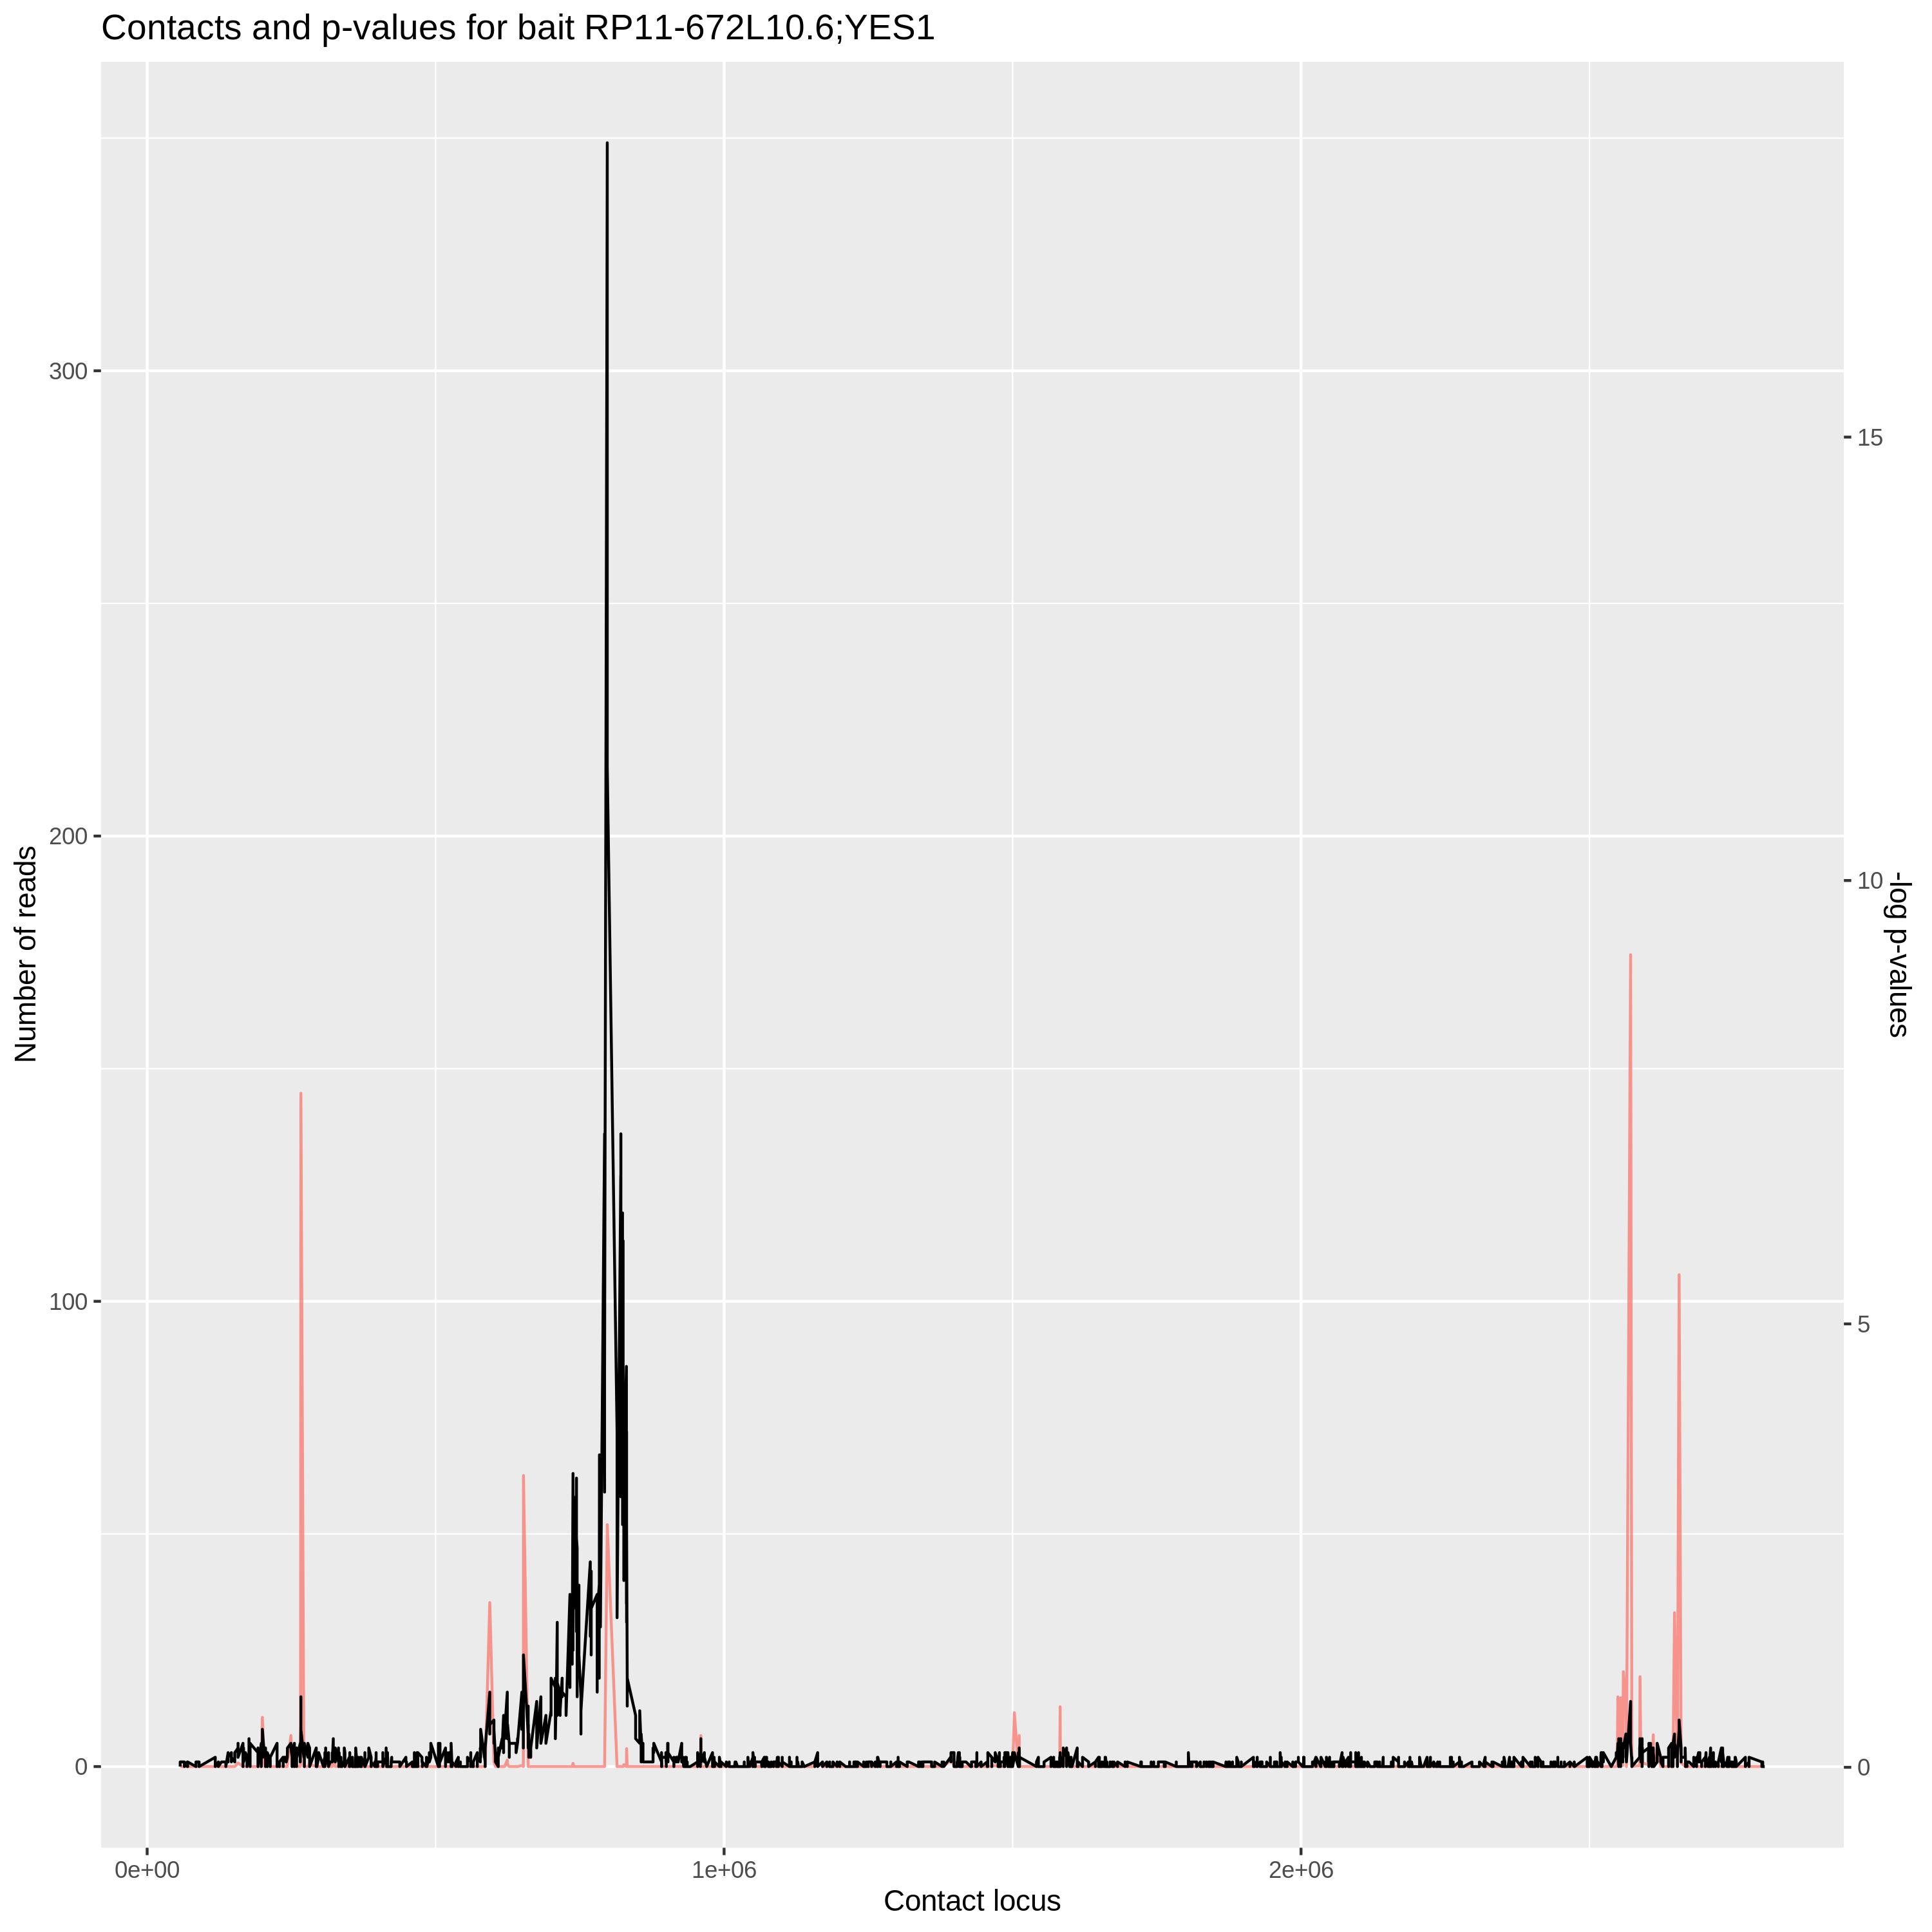 Contacts and p-values for bait RP11-672L10.6;YES1
300
200
100
0
Number of reads
15
10
5
0
-log p-values
0e+00
1e+06
2e+06
Contact locus